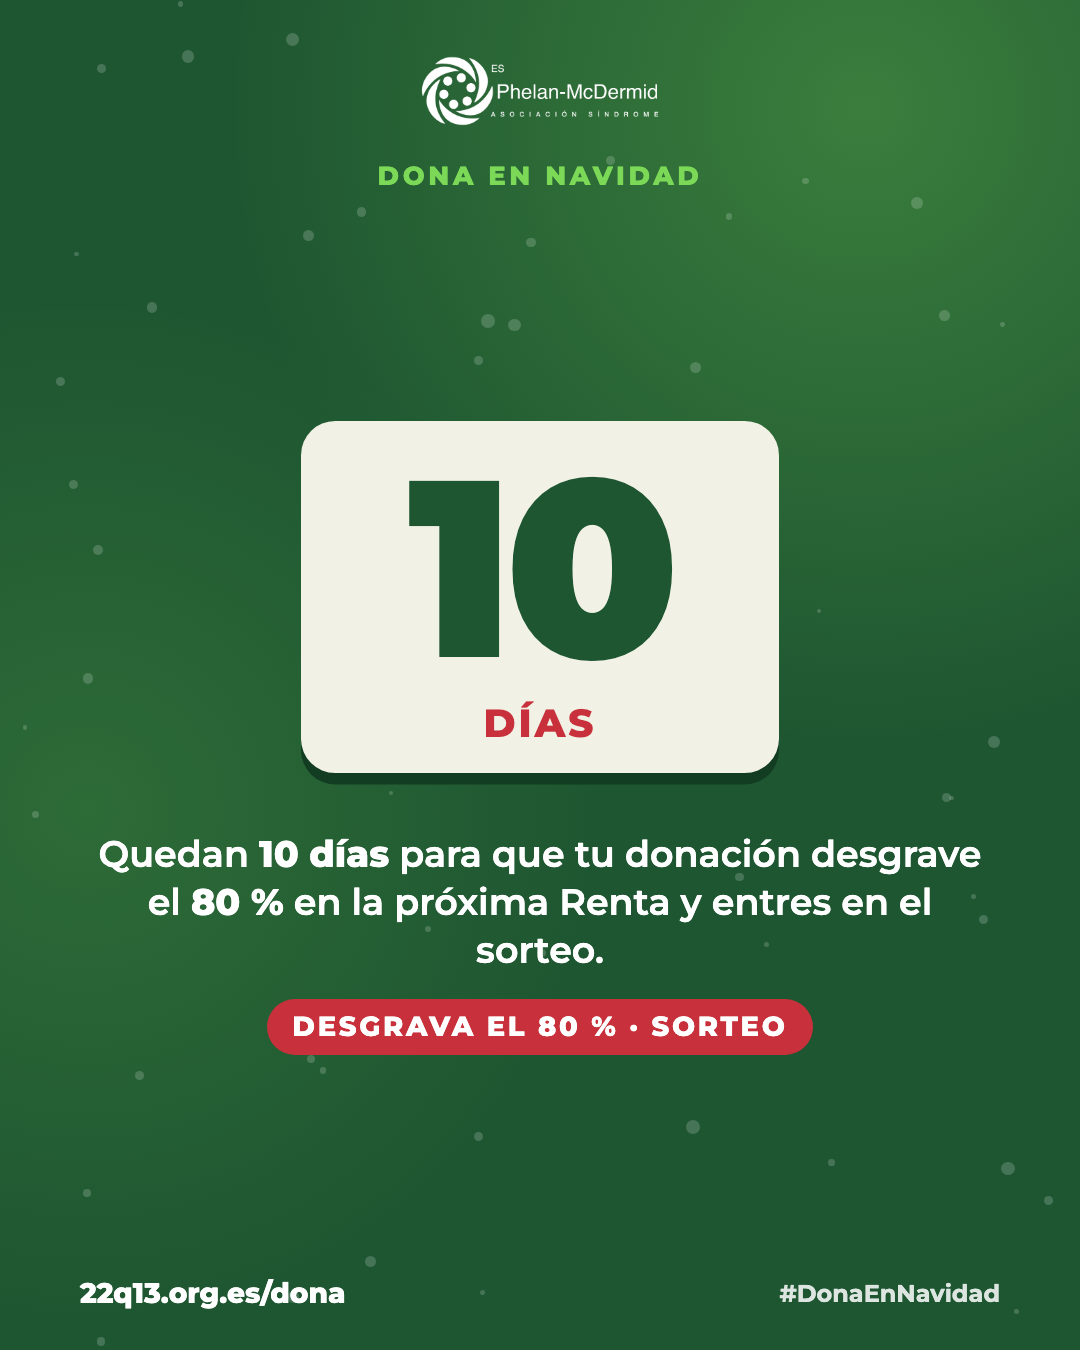 ES
Phelan-McDermid
ASOCIACIÓN SÍNDROME
DONA EN NAVIDAD
10
DÍAS
Quedan 10 días para que tu donación desgrave
el 80 % en la próxima Renta y entres en el
sorteo.
DESGRAVA EL 80 % • SORTEO
22q13.org.es/dona
#DonaEnNavidad